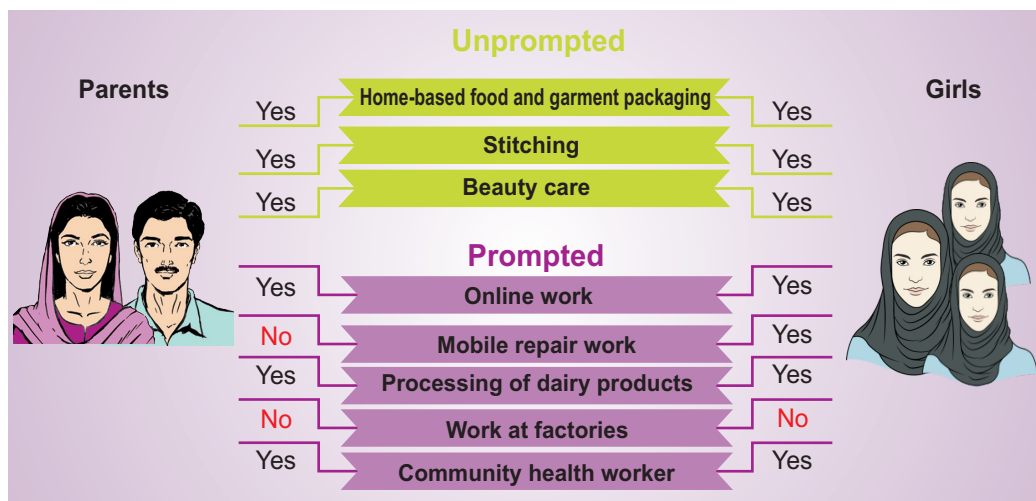 Unprompted
Parents
Girls
Yes
Home-based food and garment packaging
Yes
Yes
Stitching
Yes
Yes
Beauty care
Yes
Prompted
Yes
Online work
Yes
No
Mobile repair work
Yes
Yes
Processing of dairy products
Yes
No
Work at factories
No
Yes
Community health worker
Yes